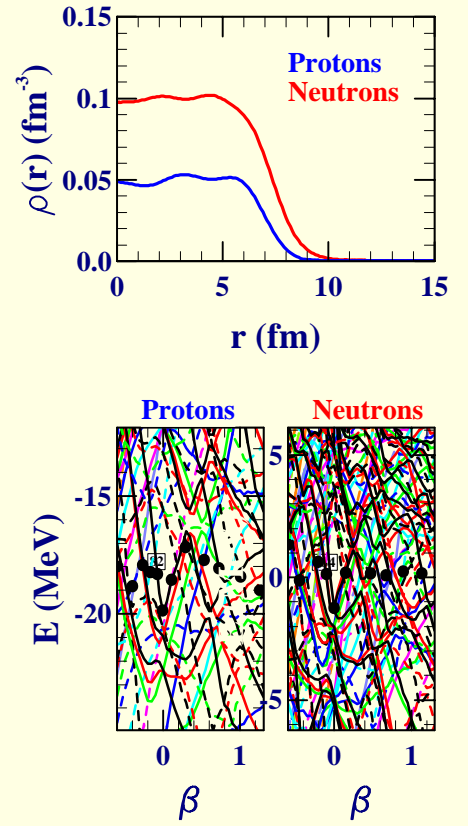 0.15
0.1
0.05
0.0
ρ(r) (fm-3)
Protons
Neutrons
0 5 10 15
r (fm)
Protons Neutrons
E (MeV)
-15
-20
5
0
-5
0 1 0 1
β β